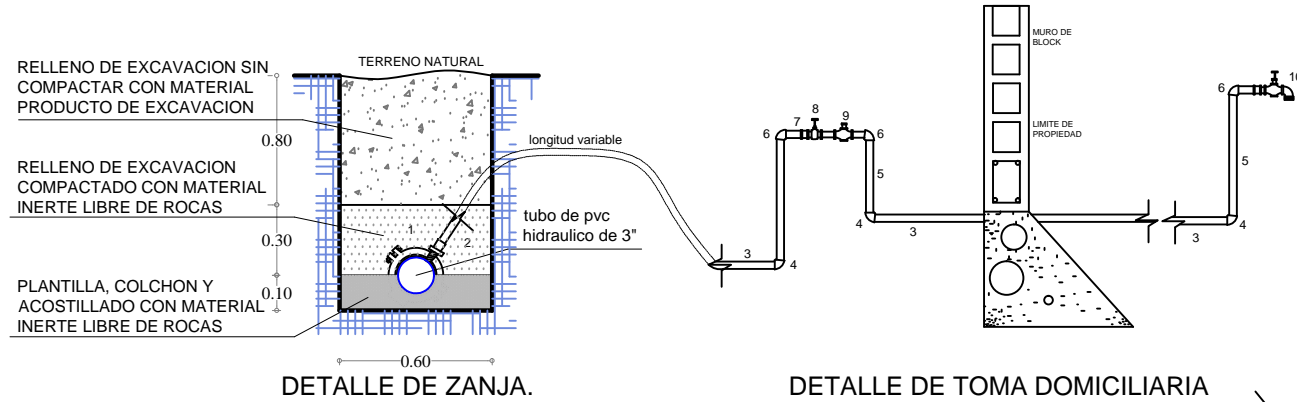 RELLENO DE EXCAVACION SIN
COMPACTAR CON MATERIAL
PRODUCTO DE EXCAVACION
0.80
RELLENO DE EXCAVACION
COMPACTADO CON MATERIAL
INERTE LIBRE DE ROCAS
0.30
0.10
PLANTILLA, COLCHON Y
ACOSTILLADO CON MATERIAL
INERTE LIBRE DE ROCAS
TERRENO NATURAL
1
2
longitud variable
tubo de pvc
hidraulico de 3"
0.60
DETALLE DE ZANJA.
3
4
6
7
8
9
6
5
4
3
MURO DE
BLOCK
LIMITE DE
PROPIEDAD
3
4
5
6
10
DETALLE DE TOMA DOMICILIARIA